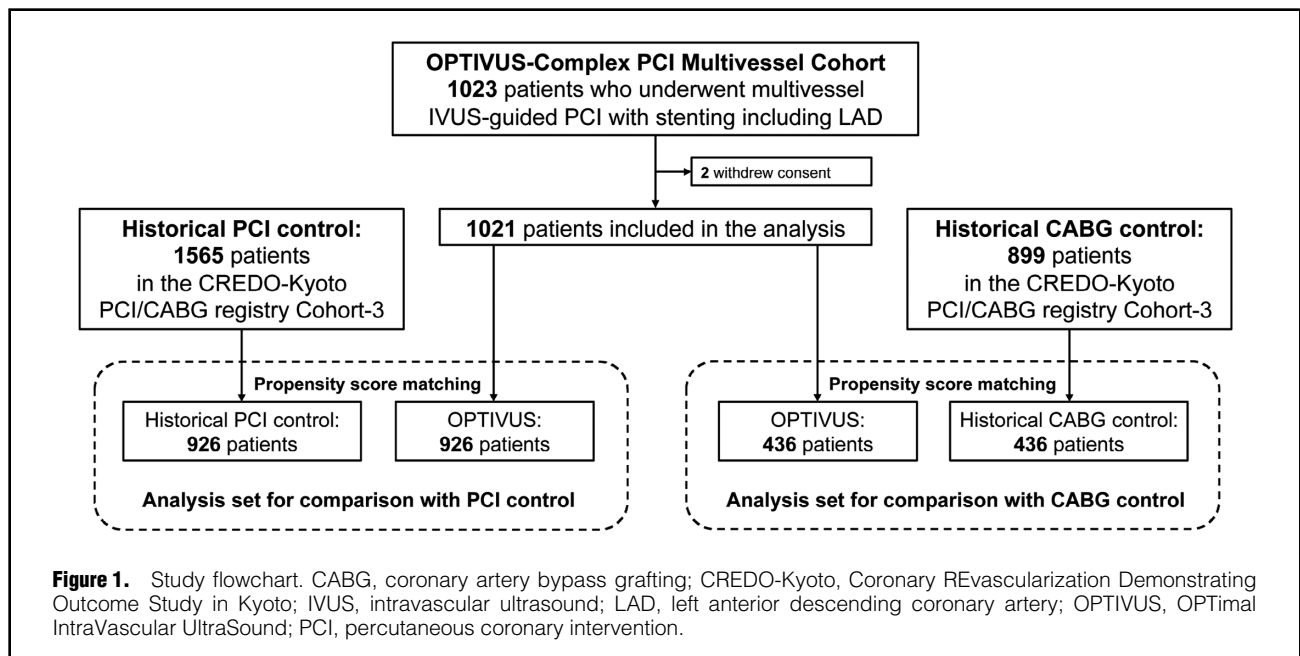 OPTIVUS-Complex PCI Multivessel Cohort
1023 patients who underwent multivessel
IVUS-guided PCI with stenting including LAD
2 withdrew consent
Historical PCI control:
1565 patients
in the CREDO-Kyoto
PCI/CABG registry Cohort-3
1021 patients included in the analysis
Historical CABG control:
899 patients
in the CREDO-Kyoto
PCI/CABG registry Cohort-3
Propensity score matching
Historical PCI control:
926 patients
OPTIVUS:
926 patients
Analysis set for comparison with PCI control
Propensity score matching
OPTIVUS:
436 patients
Historical CABG control:
436 patients
Analysis set for comparison with CABG control
Figure 1. Study flowchart. CABG, coronary artery bypass grafting; CREDO-Kyoto, Coronary REvascularization Demonstrating
Outcome Study in Kyoto; IVUS, intravascular ultrasound; LAD, left anterior descending coronary artery; OPTIVUS, OPTimal
IntraVascular UltraSound; PCI, percutaneous coronary intervention.